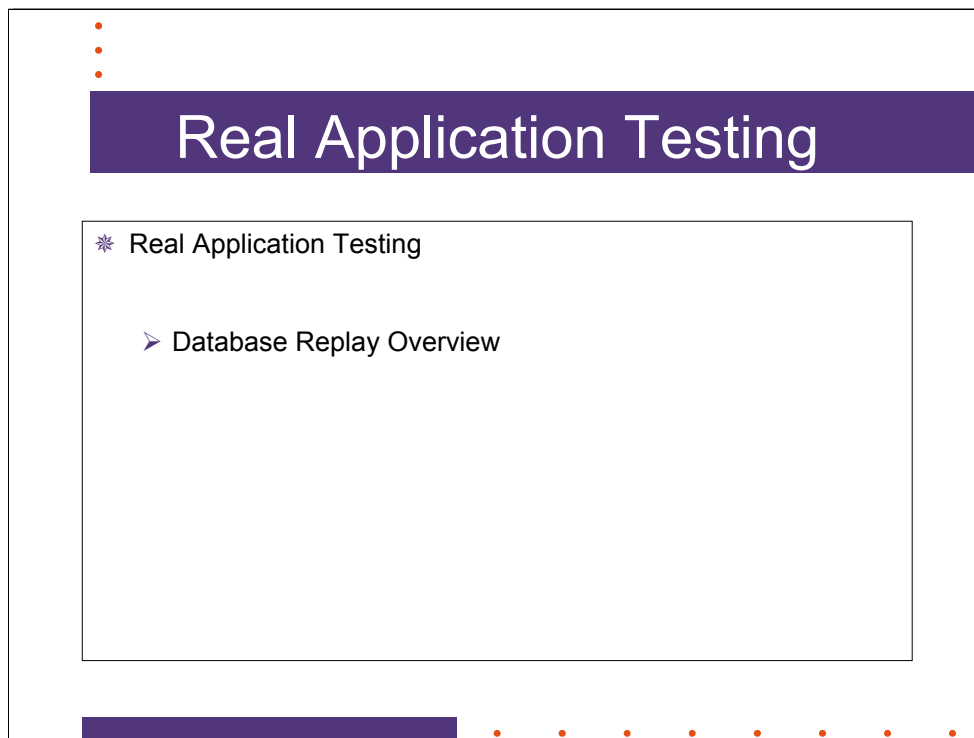 Real Application Testing
Real Application Testing
Database Replay Overview